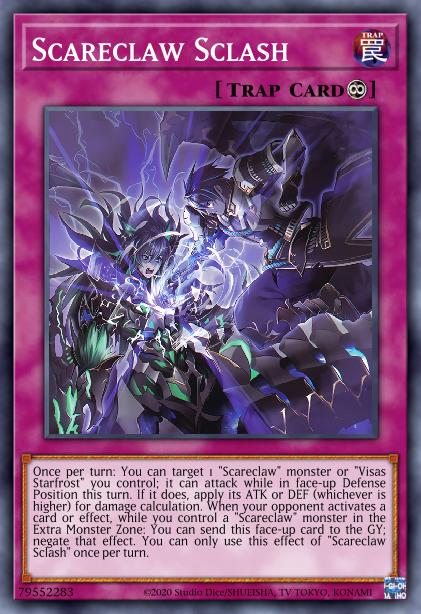 Scareclaw Sclash
TRAP
罠
[ Trap Card ]
Once per turn: You can target 1 "Scareclaw" monster or "Visas
Starfrost" you control; it can attack while in face-up Defense
Position this turn. If it does, apply its ATK or DEF (whichever is
higher) for damage calculation. When your opponent activates a
card or effect, while you control a "Scareclaw" monster in the
Extra Monster Zone: You can send this face-up card to the GY;
negate that effect. You can only use this effect of "Scareclaw
Sclash" once per turn.
79552283
©2020 Studio Dice/SHUEISHA, TV TOKYO, KONAMI